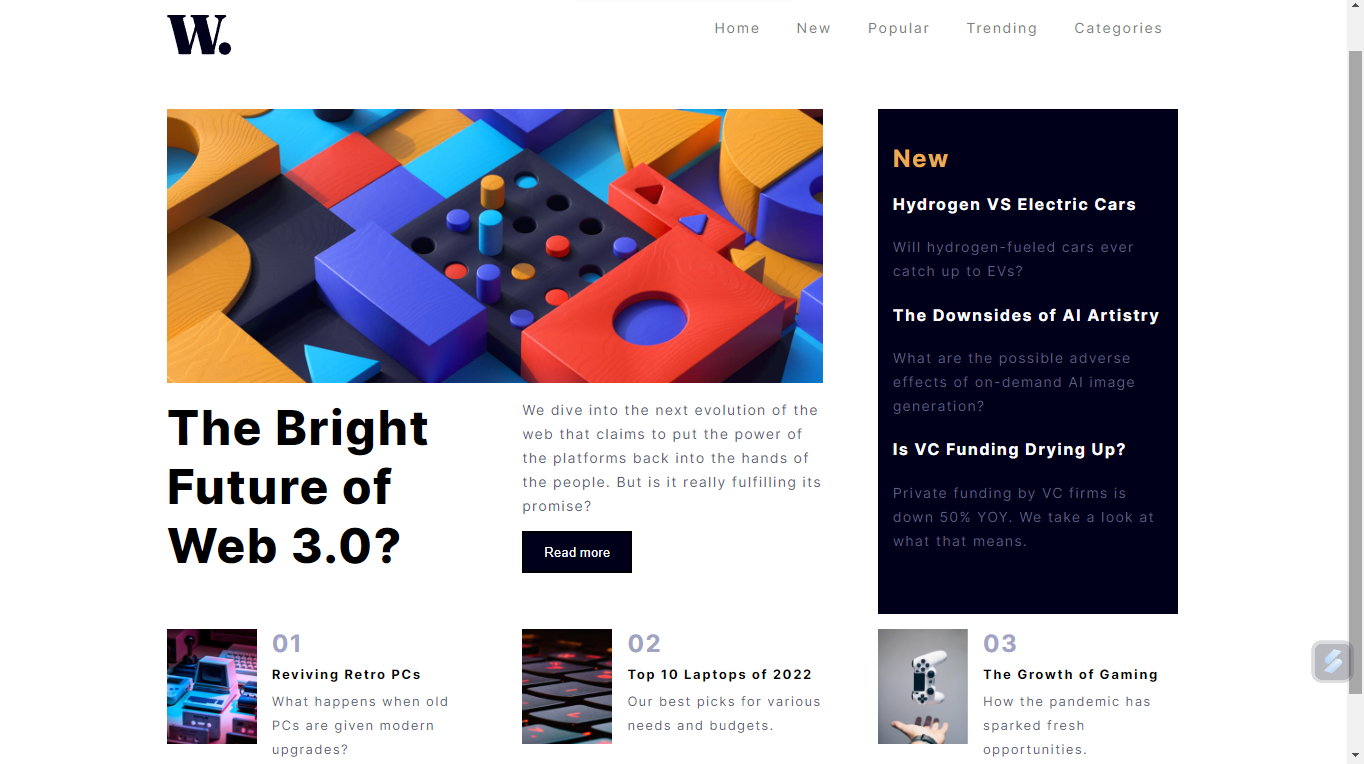 W.
Home New Popular Trending Categories
The Bright
Future of
Web 3.0?
We dive into the next evolution of the
web that claims to put the power of
the platforms back into the hands of
the people. But is it really fulfilling its
promise?
Read more
New
Hydrogen VS Electric Cars
Will hydrogen-fueled cars ever
catch up to EVs?
The Downsides of AI Artistry
What are the possible adverse
effects of on-demand AI image
generation?
Is VC Funding Drying Up?
Private funding by VC firms is
down 50% YOY. We take a look at
what that means.
01
Reviving Retro PCs
What happens when old
PCs are given modern
upgrades?
02
Top 10 Laptops of 2022
Our best picks for various
needs and budgets.
03
The Growth of Gaming
How the pandemic has
sparked fresh
opportunities.